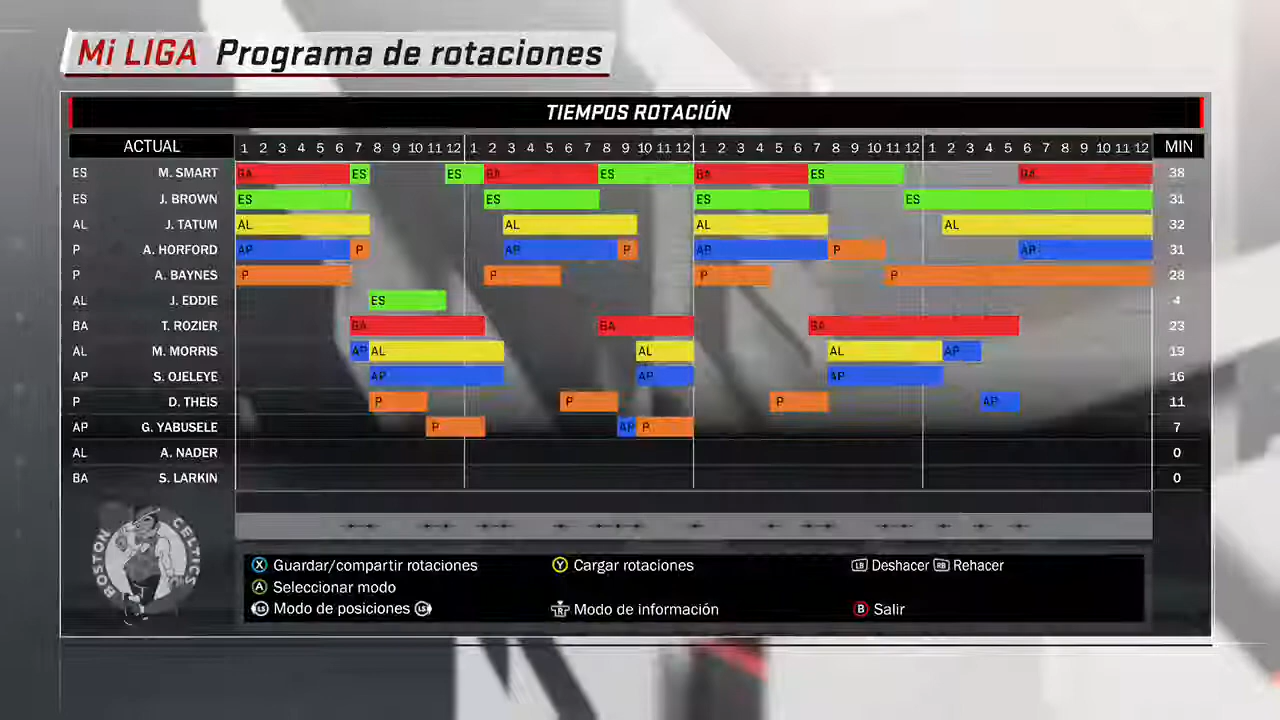 Mi LIGA Programa de rotaciones
TIEMPOS ROTACIÓN
ACTUAL 1 2 3 4 5 6 7 8 9 10 11 12 1 2 3 4 5 6 7 8 9 10 11 12 1 2 3 4 5 6 7 8 9 10 11 12 1 2 3 4 5 6 7 8 9 10 11 12 MIN
ES M. SMART BA ES ES BA ES BA ES BA 38
ES J. BROWN ES ES ES ES 31
AL J. TATUM AL AL AL AL 32
P A. HORFORD AP P AP P AP P AP 31
P A. BAYNES P P P P 28
AL J. EDDIE ES 4
BA T. ROZIER BA BA BA 23
AL M. MORRIS AP AL AL AL AP 19
AP S. OJELEYE AP AP AP 16
P D. THEIS P P P AP 11
AP G. YABUSELE P AP P 7
AL A. NADER 0
BA S. LARKIN 0
BOSTON CELTICS
X Guardar/compartir rotaciones Y Cargar rotaciones LB Deshacer RB Rehacer
A Seleccionar modo
LS Modo de posiciones LS R Modo de información B Salir